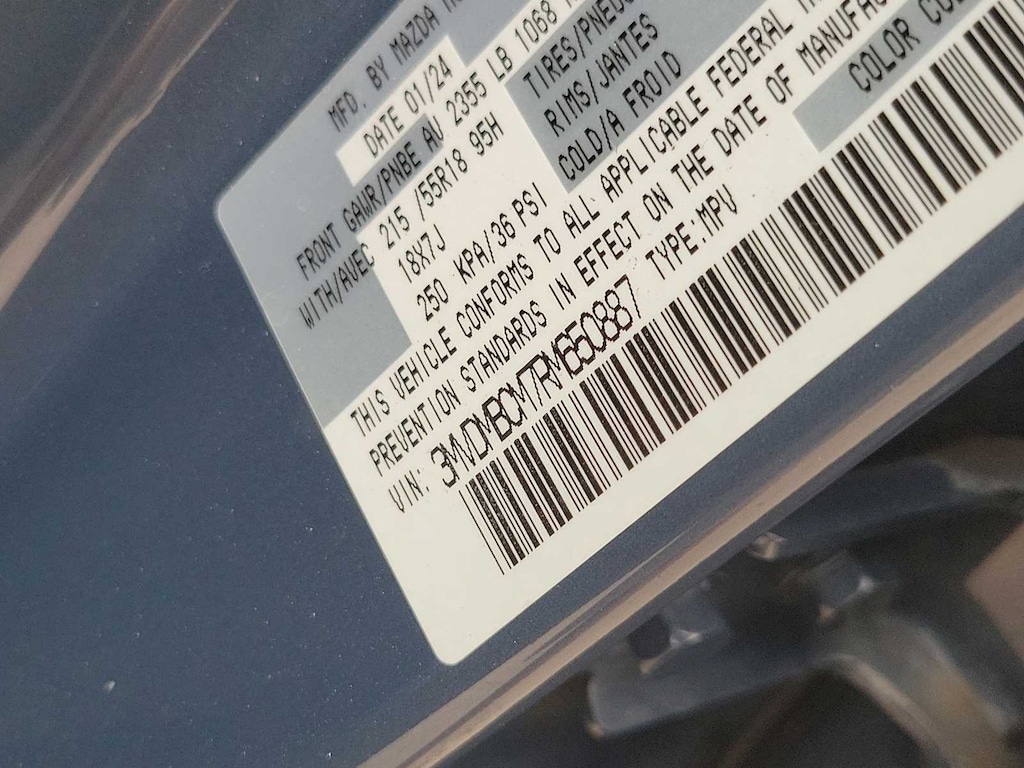 MFD. BY MAZDA
DATE 01/24
FRONT GAWR/PNBE AV 2355 LB 1068
WITH/AVEC 215 /55R18 95H TIRES/PNEUS
18X7J RIMS/JANTES
250 KPA/36 PSI COLD/A FROID
THIS VEHICLE CONFORMS TO ALL APPLICABLE FEDERAL
PREVENTION STANDARDS IN EFFECT ON THE DATE OF MANUFAC
VIN: 3MVDMBCM7RM650887 TYPE:MPV
COLOR CO